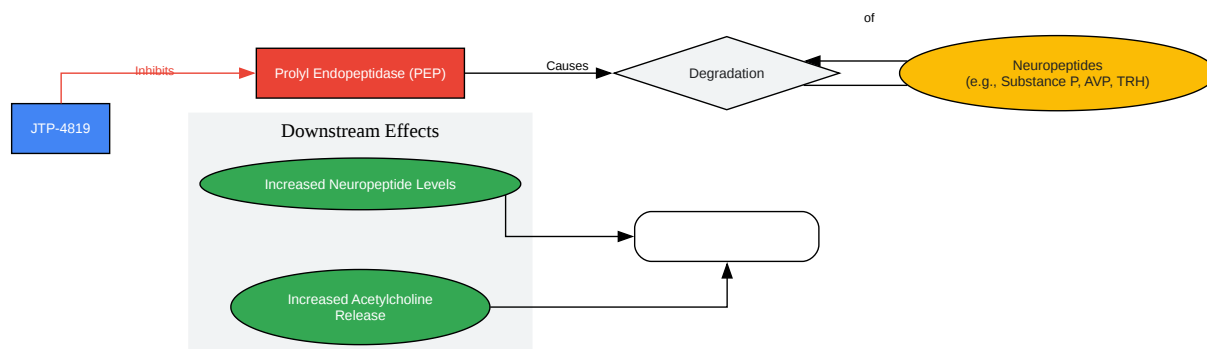 of
Inhibits
Prolyl Endopeptidase (PEP)
Causes
Degradation
Neuropeptides
(e.g., Substance P, AVP, TRH)
JTP-4819
Downstream Effects
Increased Neuropeptide Levels
Increased Acetylcholine
Release